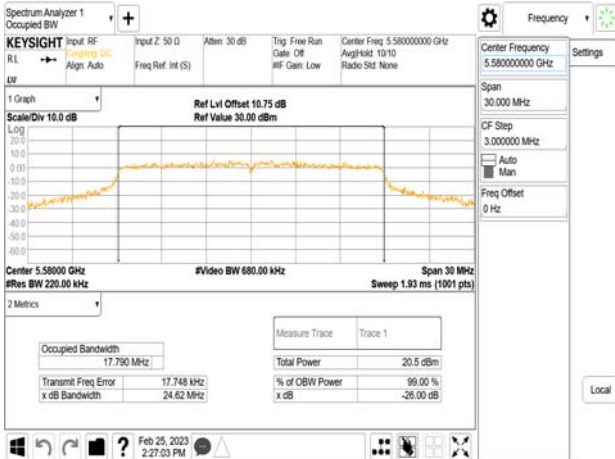 Spectrum Analyzer 1
Occupied BW
Frequency
KEYSIGHT
Input: RF
Coupling: DC
Align: Auto
Input Z: 50 Ω
Freq Ref: Int (S)
Atten: 30 dB
Trig: Free Run
Gate: Off
#IF Gain: Low
Center Freq: 5.580000000 GHz
Avg|Hold: 10/10
Radio Std: None
RL
Center Frequency
5.580000000 GHz
Settings
Span
30.000 MHz
CF Step
3.000000 MHz
Auto
Man
Freq Offset
0 Hz
Local
1 Graph
Scale/Div 10.0 dB
Ref Lvl Offset 10.75 dB
Ref Value 30.00 dBm
Log
20.0
10.0
0.00
-10.0
-20.0
-30.0
-40.0
-50.0
-60.0
Center 5.58000 GHz
#Video BW 680.00 kHz
Span 30 MHz
#Res BW 220.00 kHz
Sweep 1.93 ms (1001 pts)
2 Metrics
Measure Trace Trace 1
Occupied Bandwidth
17.790 MHz
Total Power 20.5 dBm
Transmit Freq Error 17.748 kHz
% of OBW Power 99.00 %
x dB Bandwidth 24.62 MHz
x dB -26.00 dB
?
Feb 25, 2023
2:27:03 PM